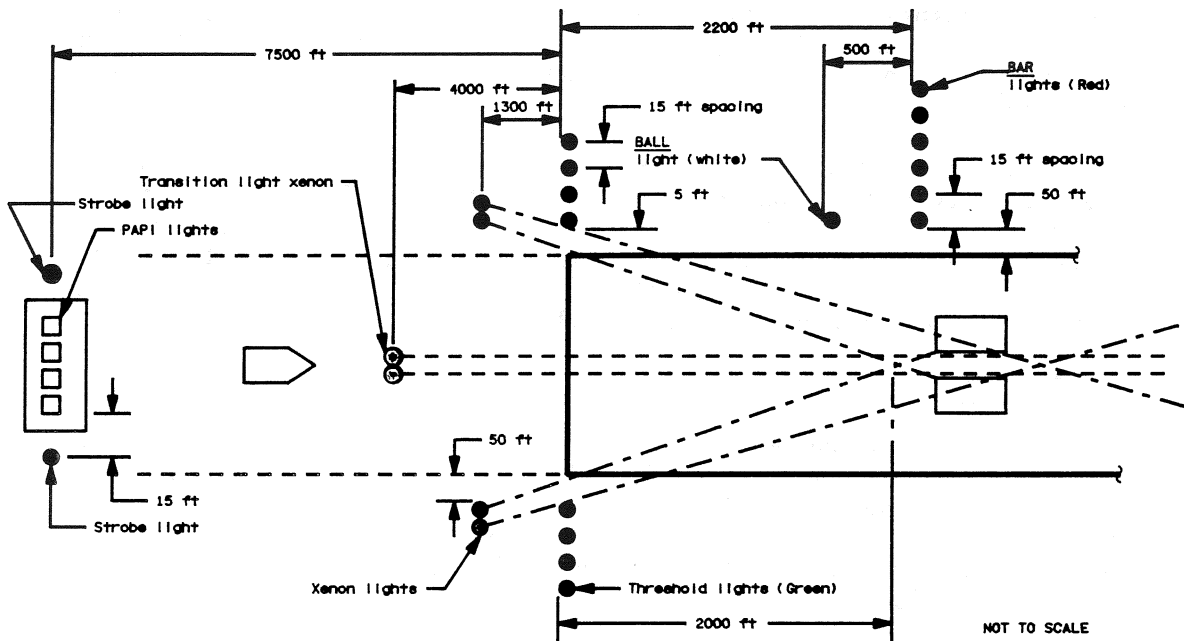 2200 ft
7500 ft
500 ft
BAR
lights (Red)
4000 ft
1300 ft
15 ft spacing
BALL
light (white)
15 ft spacing
Transition light xenon
5 ft
50 ft
Strobe light
PAPI lights
50 ft
15 ft
Strobe light
Xenon lights
Threshold lights (Green)
2000 ft
NOT TO SCALE